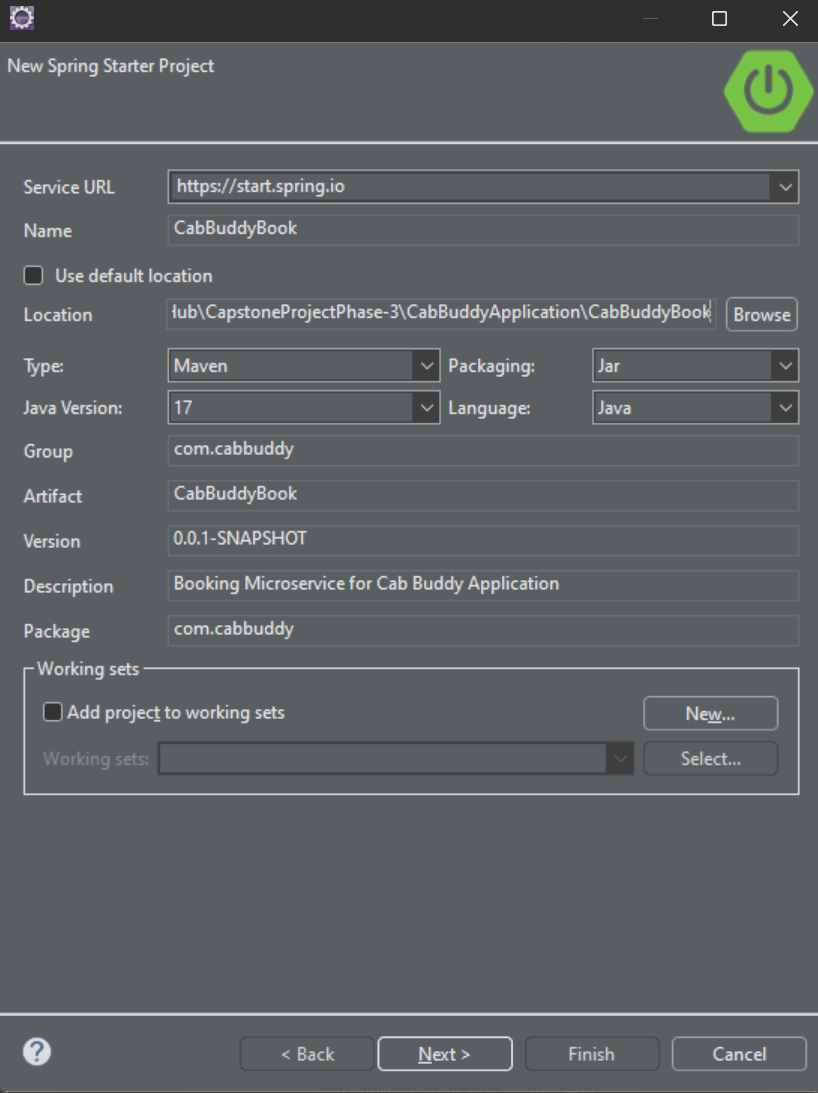 New Spring Starter Project
Service URL https://start.spring.io
Name CabBuddyBook
Use default location
Location \CapstoneProjectPhase-3\CabBuddyApplication\CabBuddyBook Browse
Type: Maven Packaging: Jar
Java Version: 17 Language: Java
Group com.cabbuddy
Artifact CabBuddyBook
Version 0.0.1-SNAPSHOT
Description Booking Microservice for Cab Buddy Application
Package com.cabbuddy
Working sets
Add project to working sets New...
Working sets: Select...
? < Back Next > Finish Cancel